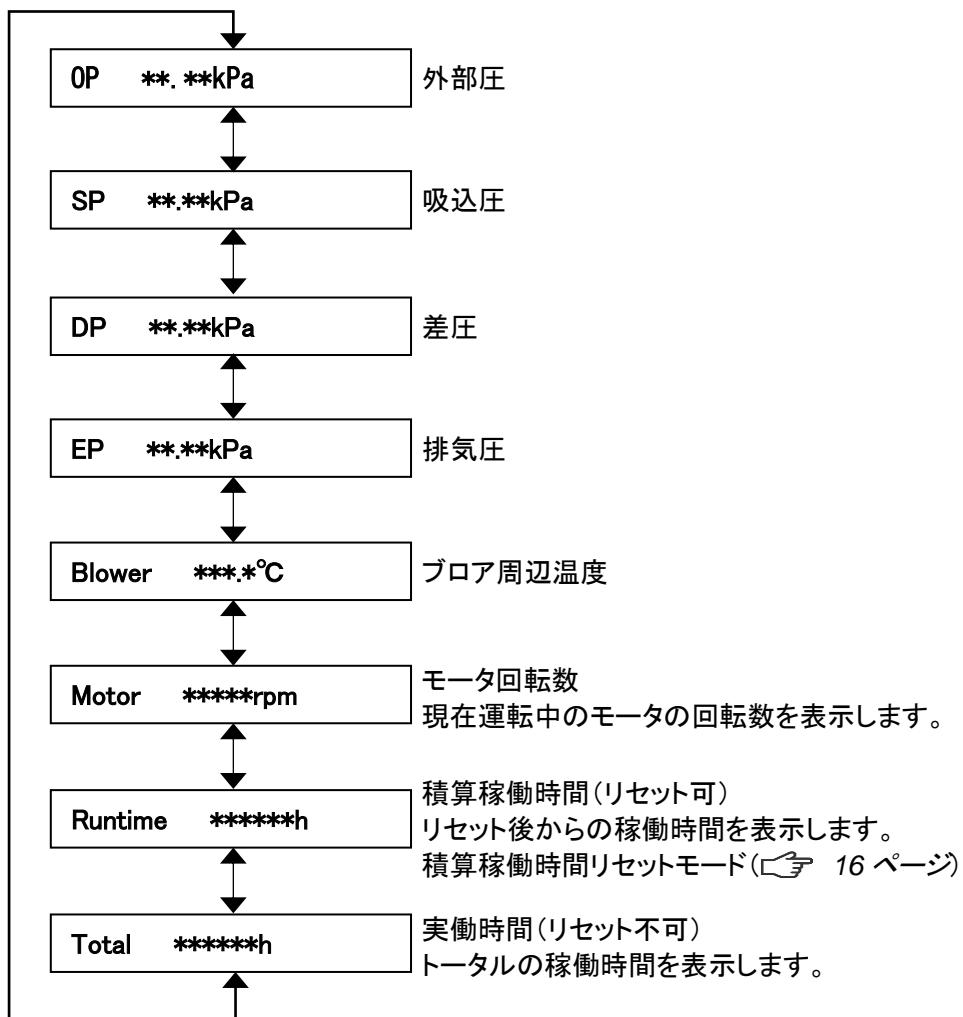 OP **.**kPa 外部圧
SP **.**kPa 吸込圧
DP **.**kPa 差圧
EP **.**kPa 排気圧
Blower ***.*℃ ブロア周辺温度
Motor *****rpm
モータ回転数
現在運転中のモータの回転数を表示します。
Runtime ******h
積算稼働時間(リセット可)
リセット後からの稼働時間を表示します。
積算稼働時間リセットモード(☞ 16 ページ)
Total ******h
実働時間(リセット不可)
トータルの稼働時間を表示します。